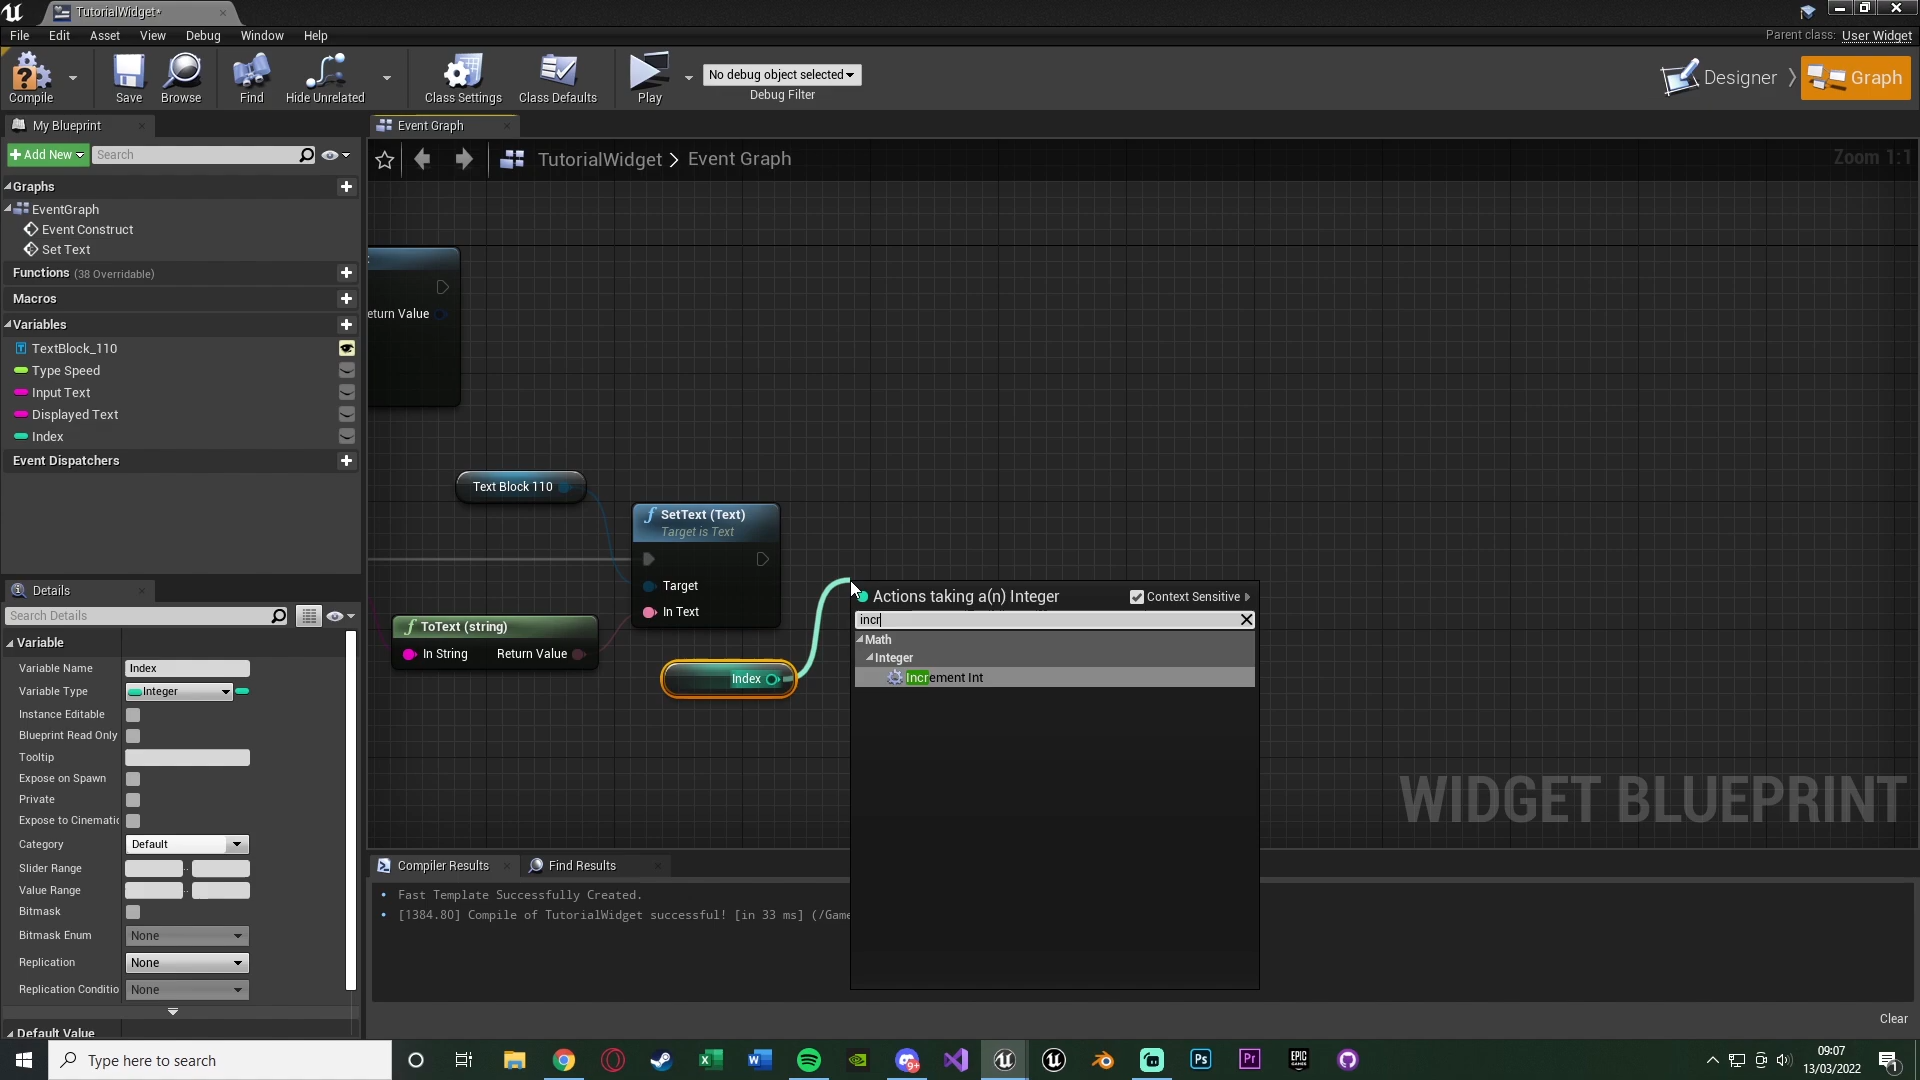 TutorialWidget*
File Edit Asset View Debug Window Help
Parent class: User Widget
Compile
Save
Browse
Find
Hide Unrelated
Class Settings
Class Defaults
Play
No debug object selected
Debug Filter
Designer
Graph
My Blueprint
Event Graph
Add New
Search
TutorialWidget > Event Graph
Zoom 1:1
Graphs
EventGraph
Event Construct
Set Text
Functions (38 Overridable)
Macros
Variables
TextBlock_110
Type Speed
Input Text
Displayed Text
Index
Event Dispatchers
eturn Value
Text Block 110
SetText (Text)
Target is Text
Target
In Text
ToText (string)
In String
Return Value
Index
Actions taking a(n) Integer
Context Sensitive
incr
Math
Integer
Increment Int
WIDGET BLUEPRINT
Details
Search Details
Variable
Variable Name Index
Variable Type Integer
Instance Editable
Blueprint Read Only
Tooltip
Expose on Spawn
Private
Expose to Cinematic
Category Default
Slider Range
Value Range
Bitmask
Bitmask Enum None
Replication None
Replication Conditio None
Default Value
Compiler Results
Find Results
Fast Template Successfully Created.
[1384.80] Compile of TutorialWidget successful! [in 33 ms] (/Game
Clear
Type here to search
09:07
13/03/2022